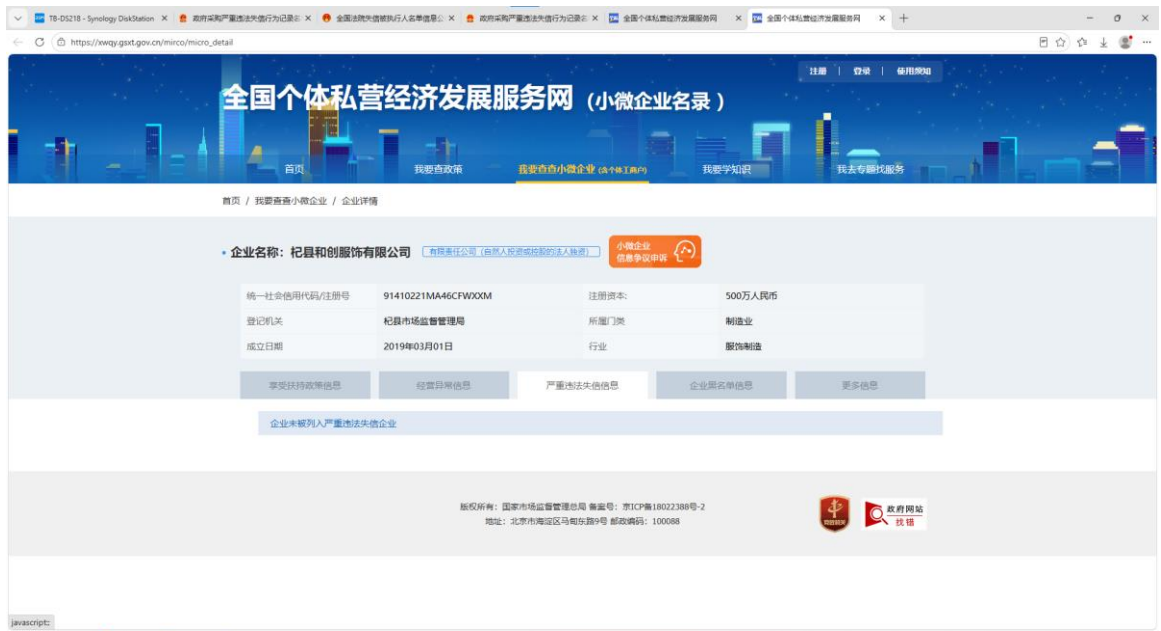 TB-DS218 - Synology DiskStation
政府采购严重违法失信行为记录名
全国法院失信被执行人名单信息公
政府采购严重违法失信行为记录名
全国个体私营经济发展服务网
全国个体私营经济发展服务网
https://xwqy.gsxt.gov.cn/mirco/micro_detail
注册 | 登录 | 使用须知
全国个体私营经济发展服务网（小微企业名录）
首页
我要查政策
我要查查小微企业 (含个体工商户)
我要学知识
我去专题找服务
首页 / 我要查查小微企业 / 企业详情
企业名称：杞县和创服饰有限公司
有限责任公司（自然人投资或控股的法人独资）
小微企业
信息争议申诉
统一社会信用代码/注册号 91410221MA46CFWXXM 注册资本: 500万人民币
登记机关 杞县市场监督管理局 所属门类 制造业
成立日期 2019年03月01日 行业 服饰制造
享受扶持政策信息 经营异常信息 严重违法失信信息 企业黑名单信息 更多信息
企业未被列入严重违法失信企业
版权所有：国家市场监督管理总局 备案号：京ICP备18022388号-2
地址：北京市海淀区马甸东路9号 邮政编码：100088
党政机关
政府网站
找错
javascript: